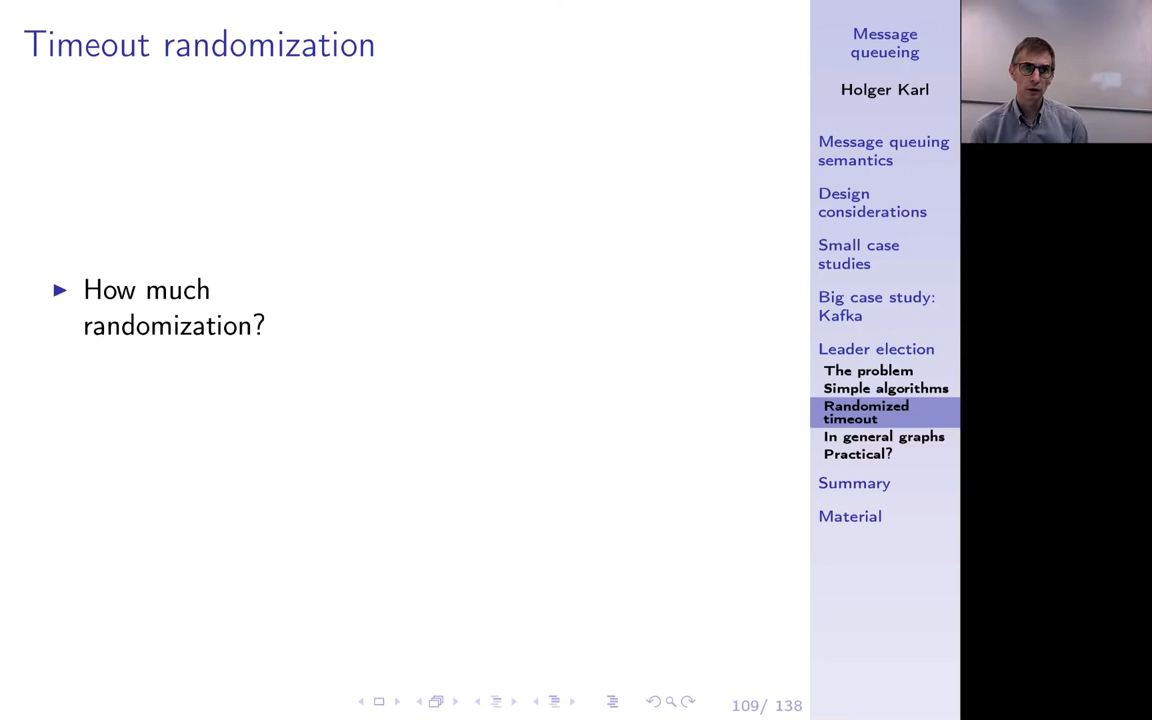 Timeout randomization
How much
randomization?
Message
queueing
Holger Karl
Message queuing
semantics
Design
considerations
Small case
studies
Big case study:
Kafka
Leader election
The problem
Simple algorithms
Randomized
timeout
In general graphs
Practical?
Summary
Material
109/ 138